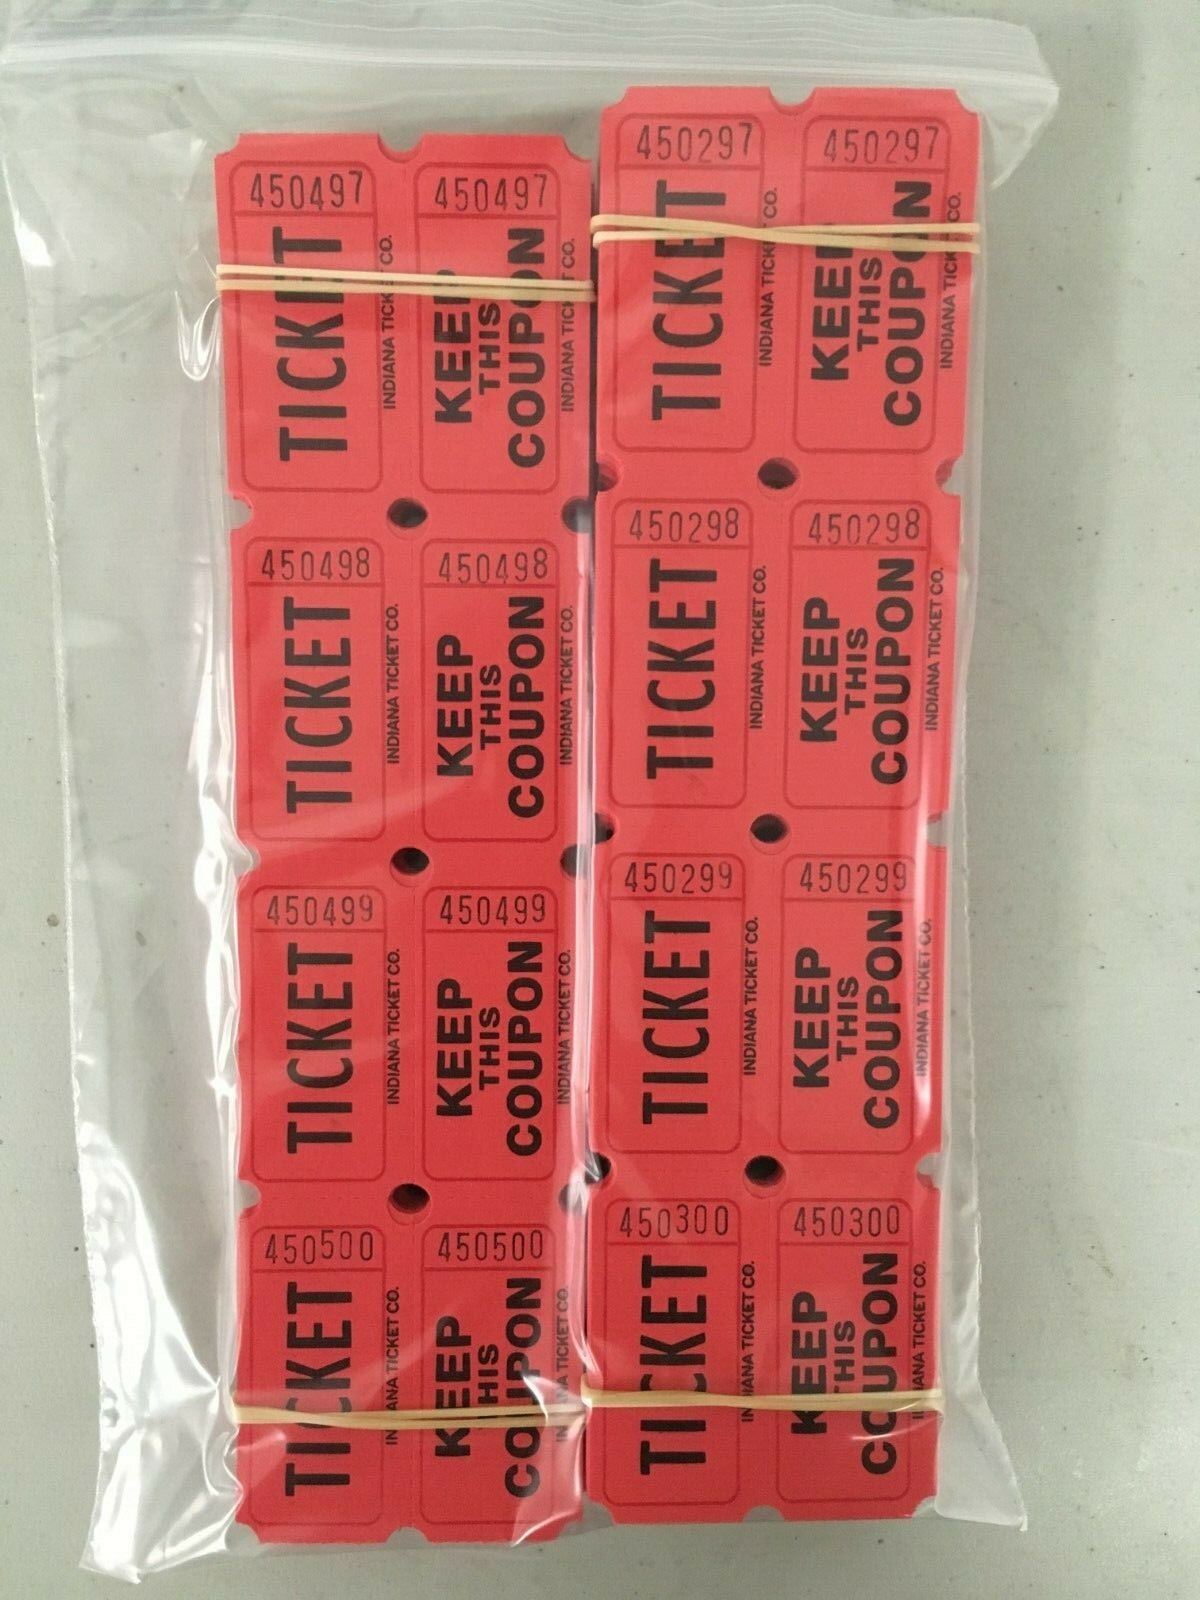 450497
TICKET
INDIANA TICKET CO.
450497
KEEP
THIS
COUPON
INDIANA TICKET CO.
450498
TICKET
INDIANA TICKET CO.
450498
KEEP
THIS
COUPON
INDIANA TICKET CO.
450499
TICKET
INDIANA TICKET CO.
450499
KEEP
THIS
COUPON
INDIANA TICKET CO.
450500
TICKET
INDIANA TICKET CO.
450500
KEEP
THIS
COUPON
INDIANA TICKET CO.
450297
TICKET
INDIANA TICKET CO.
450297
KEEP
THIS
COUPON
INDIANA TICKET CO.
450298
TICKET
INDIANA TICKET CO.
450298
KEEP
THIS
COUPON
INDIANA TICKET CO.
450299
TICKET
INDIANA TICKET CO.
450299
KEEP
THIS
COUPON
INDIANA TICKET CO.
450300
TICKET
INDIANA TICKET CO.
450300
KEEP
THIS
COUPON
INDIANA TICKET CO.